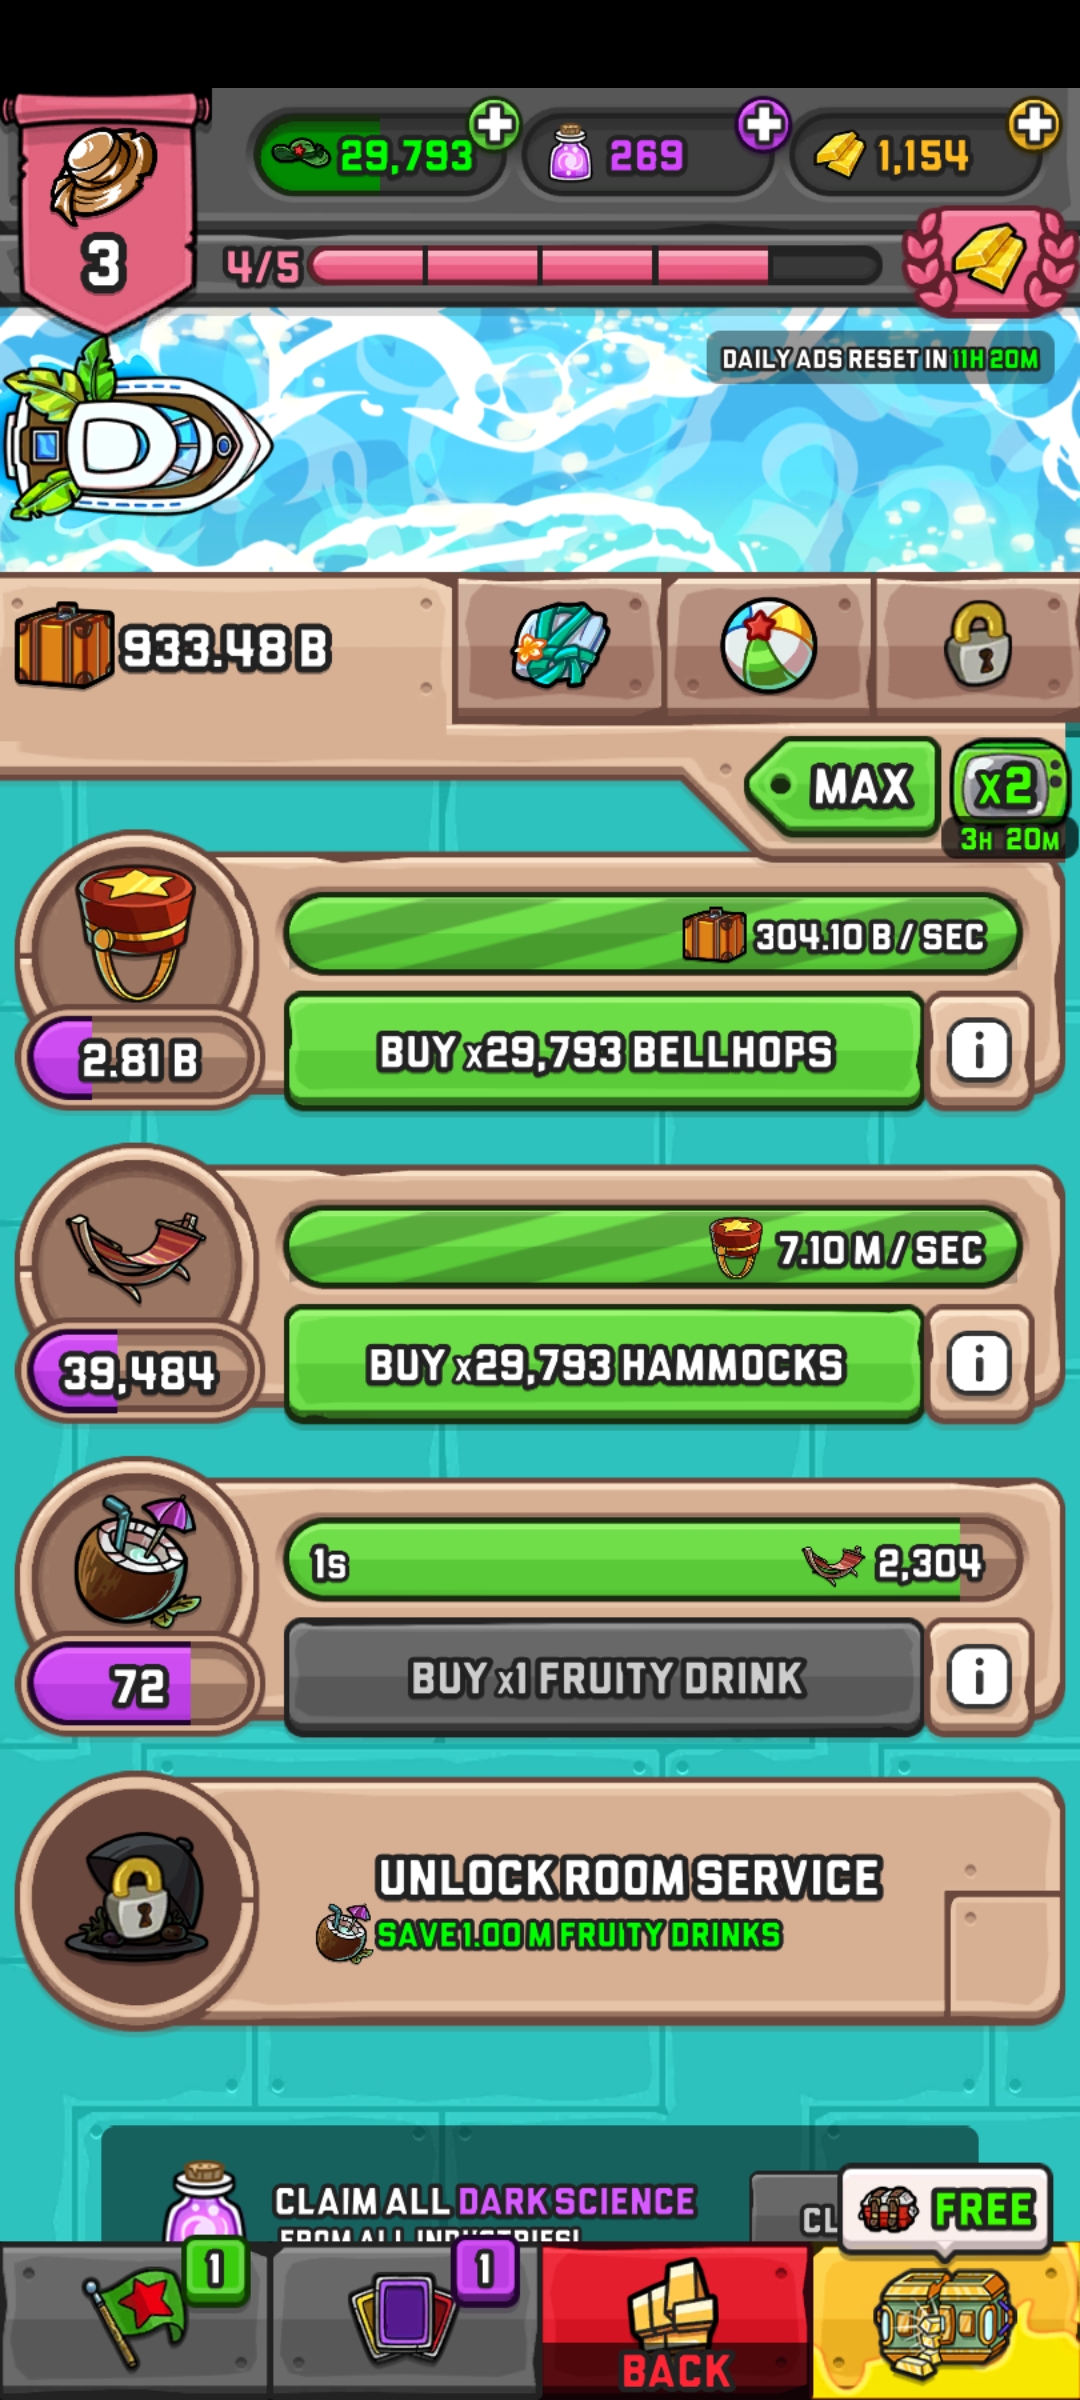 29,793
269
1,154
3
4/5
DAILY ADS RESET IN 11H 20M
933.48 B
MAX
x2
3H 20M
304.10 B / SEC
2.81 B
BUY x29,793 BELLHOPS
i
7.10 M / SEC
39,484
BUY x29,793 HAMMOCKS
i
1s
2,304
72
BUY x1 FRUITY DRINK
i
UNLOCK ROOM SERVICE
SAVE 1.00 M FRUITY DRINKS
CLAIM ALL DARK SCIENCE
FROM ALL INDUSTRIES!
CL
FREE
1
1
BACK